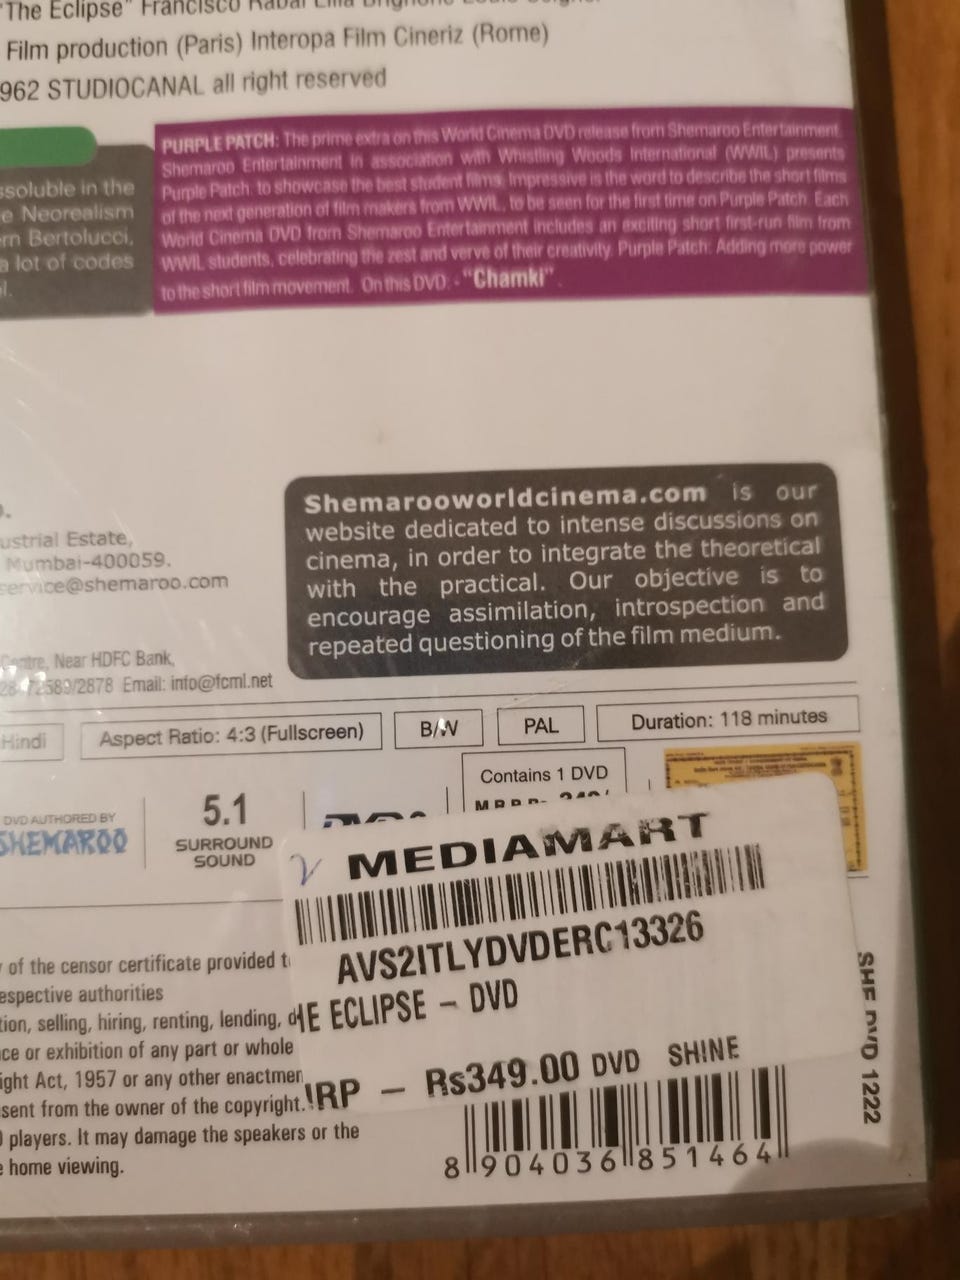 "The Eclipse" Francisco Rabal
Film production (Paris) Interopa Film Cineriz (Rome)
962 STUDIOCANAL all right reserved
PURPLE PATCH: The prime extra on this World Cinema DVD release from Shemaroo Entertainment.
Shemaroo Entertainment in association with Whistling Woods International (WWIL) presents
Purple Patch, to showcase the best student films. Impressive is the word to describe the short films
of the next generation of film makers from WWIL, to be seen for the first time on Purple Patch. Each
World Cinema DVD from Shemaroo Entertainment includes an exciting short first-run film from
WWIL students, celebrating the zest and verve of their creativity. Purple Patch: Adding more power
to the short film movement. On this DVD: - "Chamki".
ssoluble in the
e Neorealism
rn Bertolucci,
a lot of codes
l.
Shemarooworldcinema.com is our
website dedicated to intense discussions on
cinema, in order to integrate the theoretical
with the practical. Our objective is to
encourage assimilation, introspection and
repeated questioning of the film medium.
ustrial Estate,
Mumbai-400059.
service@shemaroo.com
Centre, Near HDFC Bank,
72589/2878 Email: info@fcml.net
Hindi
Aspect Ratio: 4:3 (Fullscreen)
B/W
PAL
Duration: 118 minutes
DVD AUTHORED BY
SHEMAROO
5.1
SURROUND
SOUND
Contains 1 DVD
MEDIAMART
AVS2ITLYDVDERC13326
HE ECLIPSE - DVD
MRP - Rs349.00 DVD SHINE
y of the censor certificate provided t
espective authorities
tion, selling, hiring, renting, lending, d
ce or exhibition of any part or whole
ight Act, 1957 or any other enactmen
sent from the owner of the copyright.
players. It may damage the speakers or the
e home viewing.
8 904036 851464
SHE DVD 1222